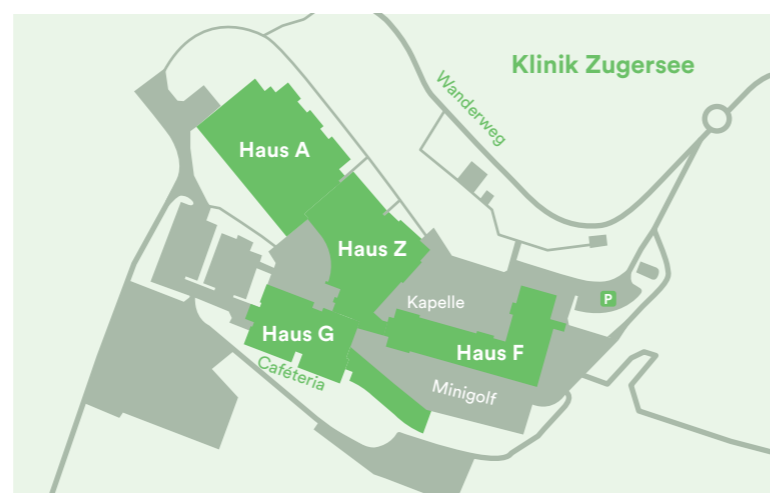 Klinik Zugersee
Wanderweg
Haus A
Haus Z
Kapelle
P
Haus G
Haus F
Caféteria
Minigolf